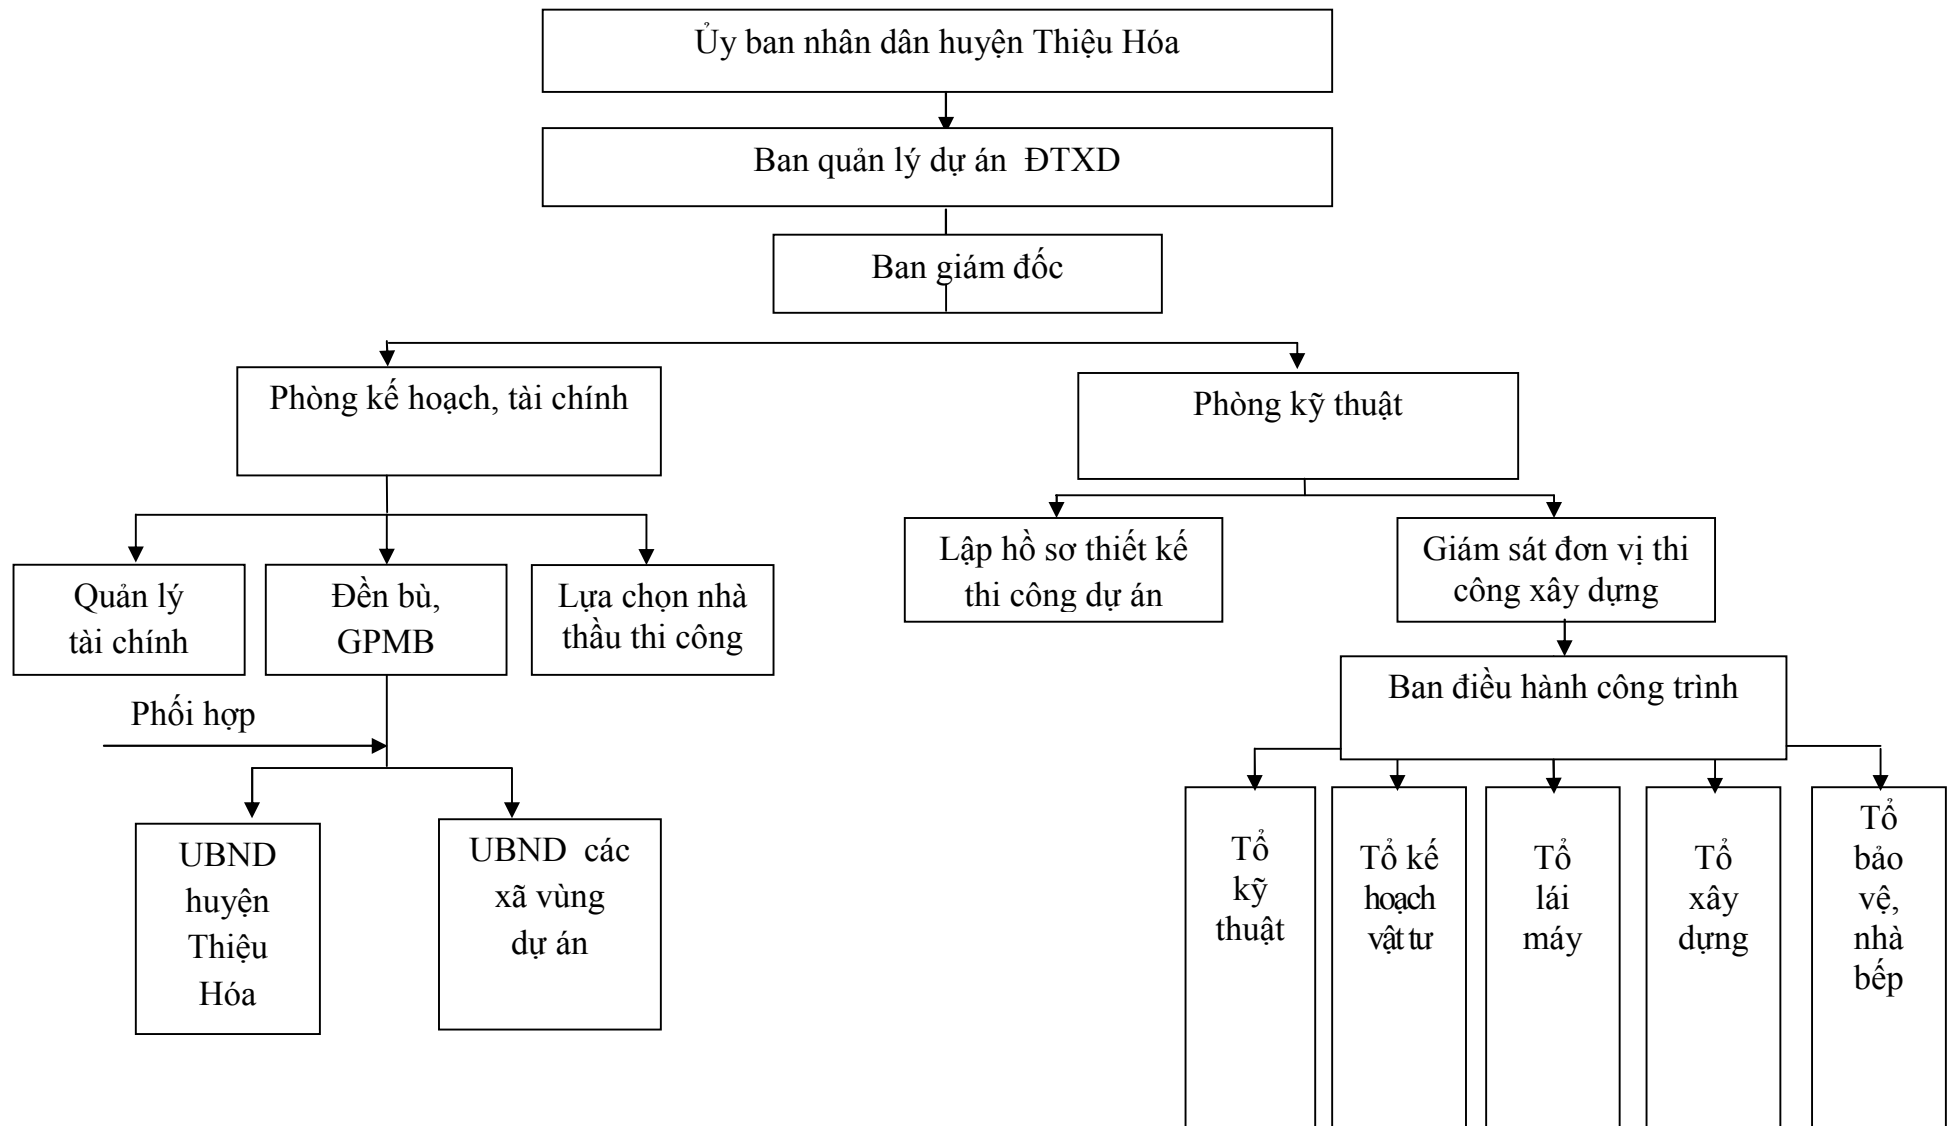 Ủy ban nhân dân huyện Thiệu Hóa
Ban quản lý dự án ĐTXD
Ban giám đốc
Phòng kế hoạch, tài chính
Phòng kỹ thuật
Quản lý
tài chính
Đền bù,
GPMB
Lựa chọn nhà
thầu thi công
Lập hồ sơ thiết kế
thi công dự án
Giám sát đơn vị thi
công xây dựng
Phối hợp
Ban điều hành công trình
UBND
huyện
Thiệu
Hóa
UBND các
xã vùng
dự án
Tổ
kỹ
thuật
Tổ kế
hoạch
vật tư
Tổ
lái
máy
Tổ
xây
dựng
Tổ
bảo
vệ,
nhà
bếp